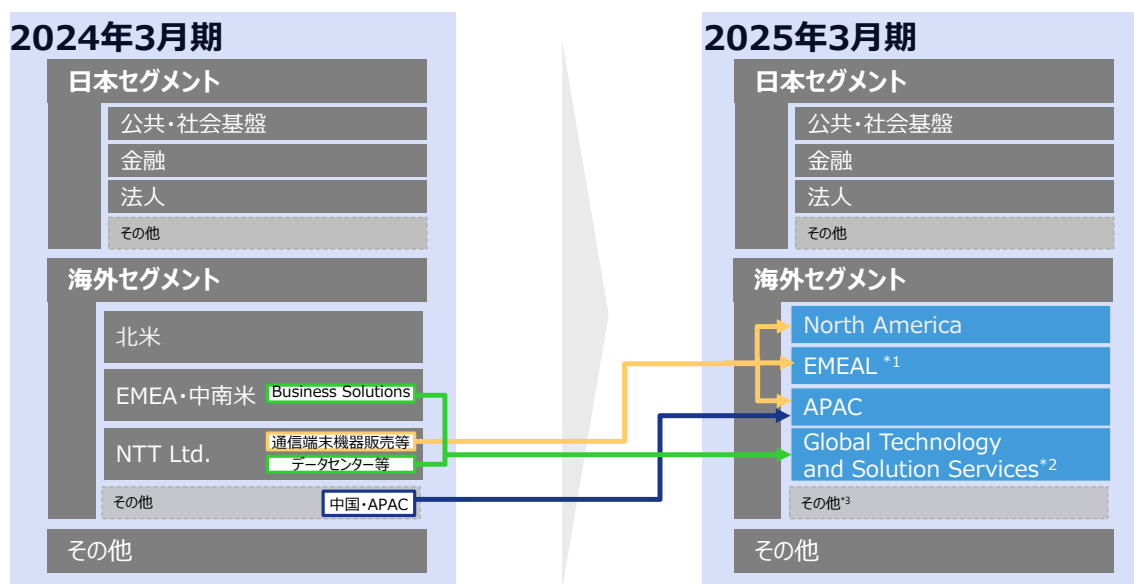 2024年3月期
日本セグメント
公共・社会基盤
金融
法人
その他
海外セグメント
北米
EMEA・中南米
Business Solutions
NTT Ltd.
通信端末機器販売等
データセンター等
その他
中国・APAC
その他
2025年3月期
日本セグメント
公共・社会基盤
金融
法人
その他
海外セグメント
North America
EMEAL *1
APAC
Global Technology
and Solution Services*2
その他*3
その他